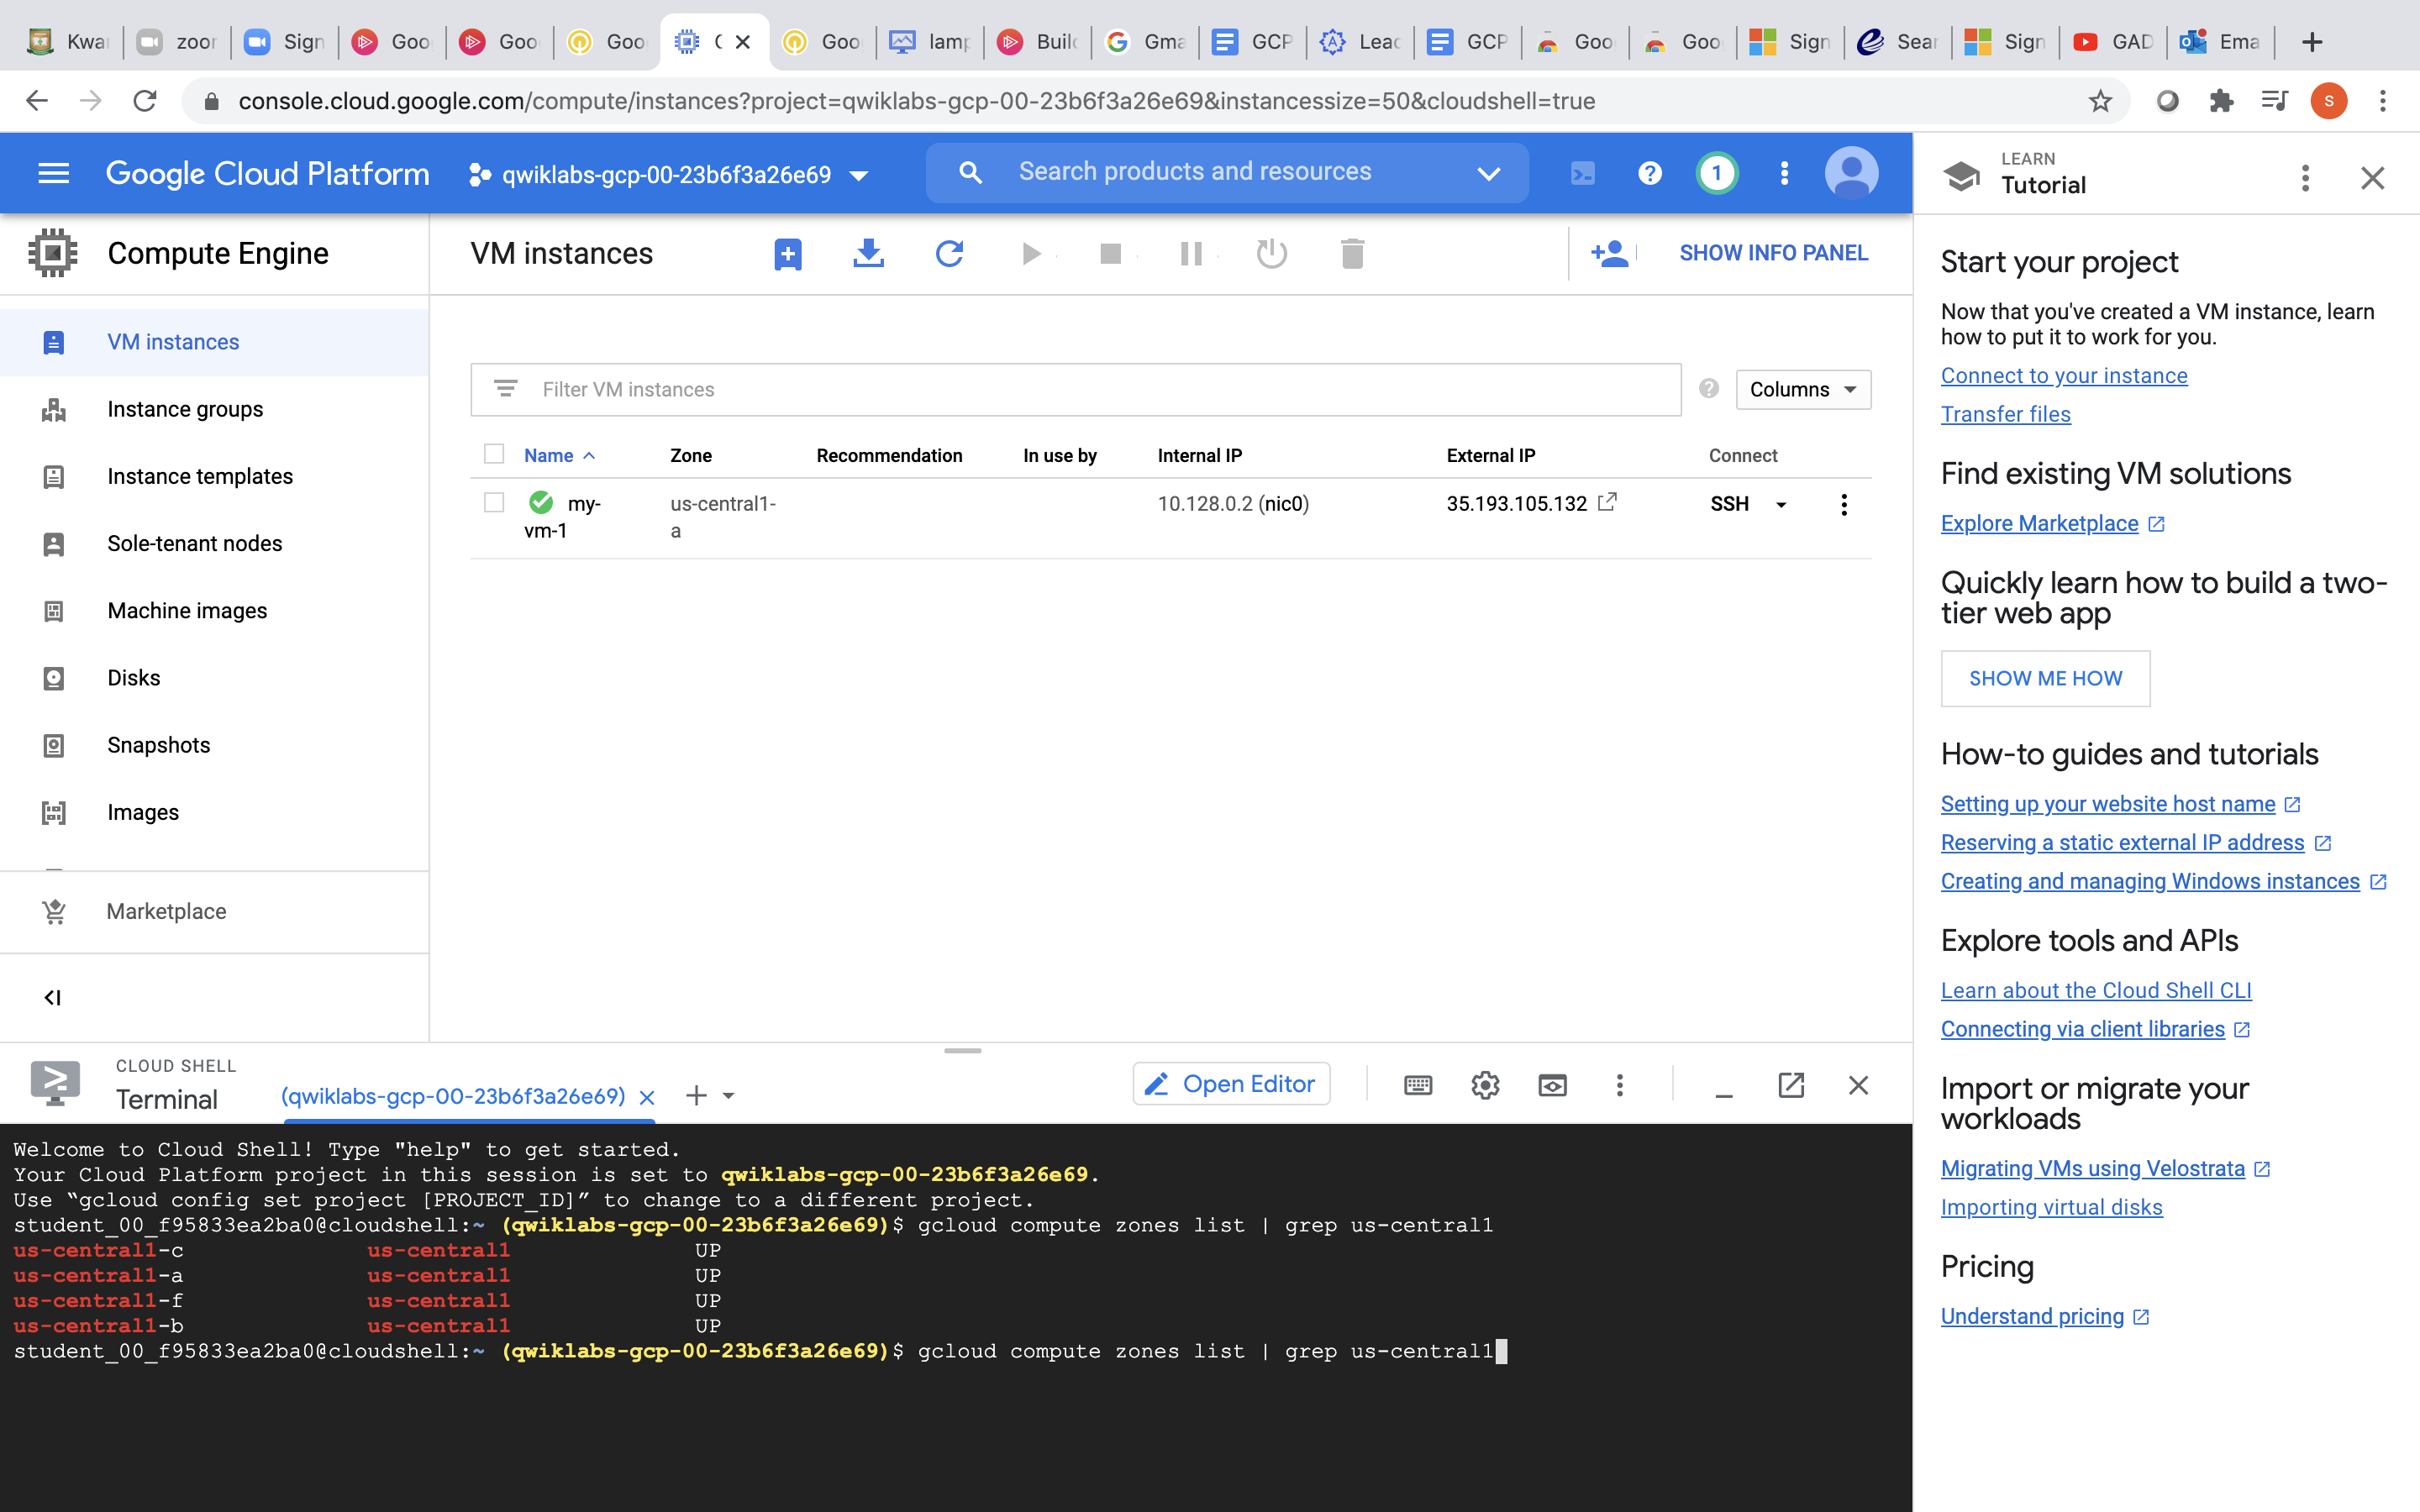 Kwa
zoor
Sign
Goo
Goo
Goo
Goo
lamp
Build
Gma
GCP
Lead
GCP
Goo
Goo
Sign
Sear
Sign
GAD
Ema
console.cloud.google.com/compute/instances?project=qwiklabs-gcp-00-23b6f3a26e69&instancessize=50&cloudshell=true
S
Google Cloud Platform
qwiklabs-gcp-00-23b6f3a26e69
Search products and resources
1
Compute Engine
VM instances
Instance groups
Instance templates
Sole-tenant nodes
Machine images
Disks
Snapshots
Images
Marketplace
VM instances
SHOW INFO PANEL
Filter VM instances
Columns
Name Zone Recommendation In use by Internal IP External IP Connect
my- us-central1- 10.128.0.2 (nic0) 35.193.105.132 SSH
vm-1 a
LEARN
Tutorial
Start your project
Now that you've created a VM instance, learn
how to put it to work for you.
Connect to your instance
Transfer files
Find existing VM solutions
Explore Marketplace
Quickly learn how to build a two-
tier web app
SHOW ME HOW
How-to guides and tutorials
Setting up your website host name
Reserving a static external IP address
Creating and managing Windows instances
Explore tools and APIs
Learn about the Cloud Shell CLI
Connecting via client libraries
Import or migrate your
workloads
Migrating VMs using Velostrata
Importing virtual disks
Pricing
Understand pricing
CLOUD SHELL
Terminal
(qwiklabs-gcp-00-23b6f3a26e69)
Open Editor
Welcome to Cloud Shell! Type "help" to get started.
Your Cloud Platform project in this session is set to qwiklabs-gcp-00-23b6f3a26e69.
Use “gcloud config set project [PROJECT_ID]” to change to a different project.
student_00_f95833ea2ba0@cloudshell:~ (qwiklabs-gcp-00-23b6f3a26e69)$ gcloud compute zones list | grep us-central1
us-central1-c us-central1 UP
us-central1-a us-central1 UP
us-central1-f us-central1 UP
us-central1-b us-central1 UP
student_00_f95833ea2ba0@cloudshell:~ (qwiklabs-gcp-00-23b6f3a26e69)$ gcloud compute zones list | grep us-central1